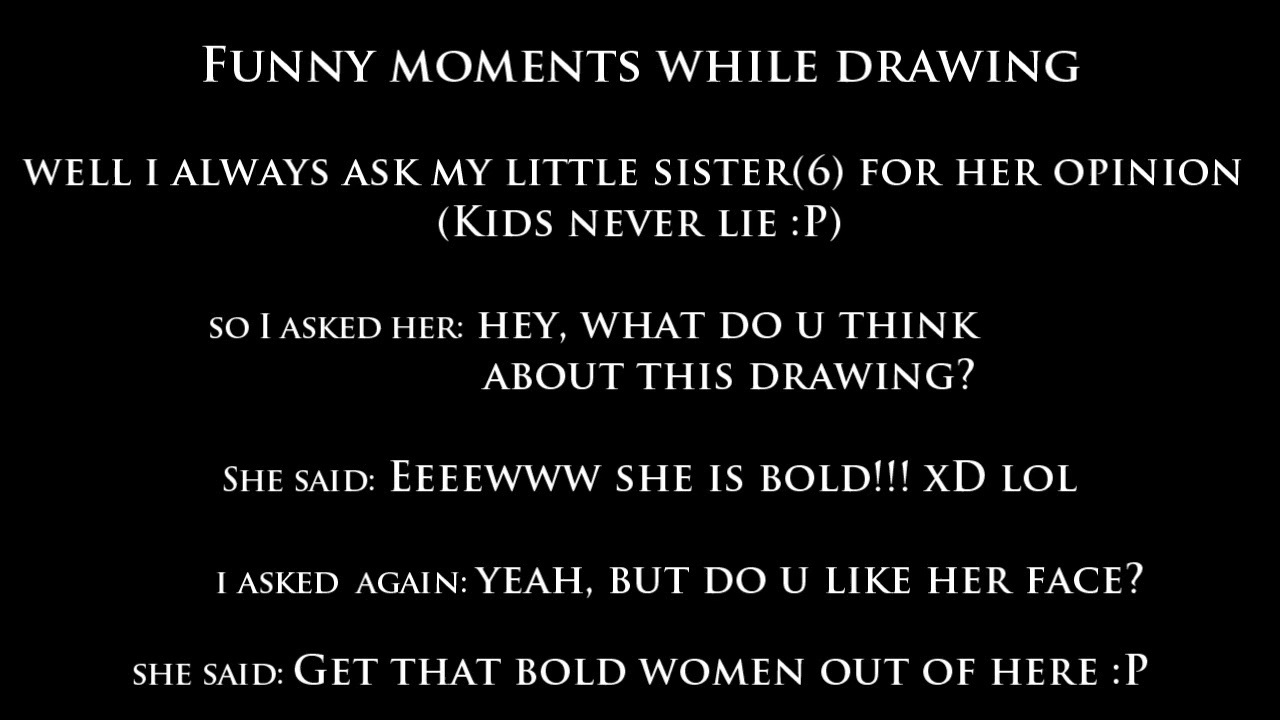 Funny moments while drawing
well i always ask my little sister(6) for her opinion
(Kids never lie :P)
so I asked her: hey, what do u think
about this drawing?
She said: Eeeewww she is bold!!! xD lol
i asked again: yeah, but do u like her face?
she said: Get that bold women out of here :P